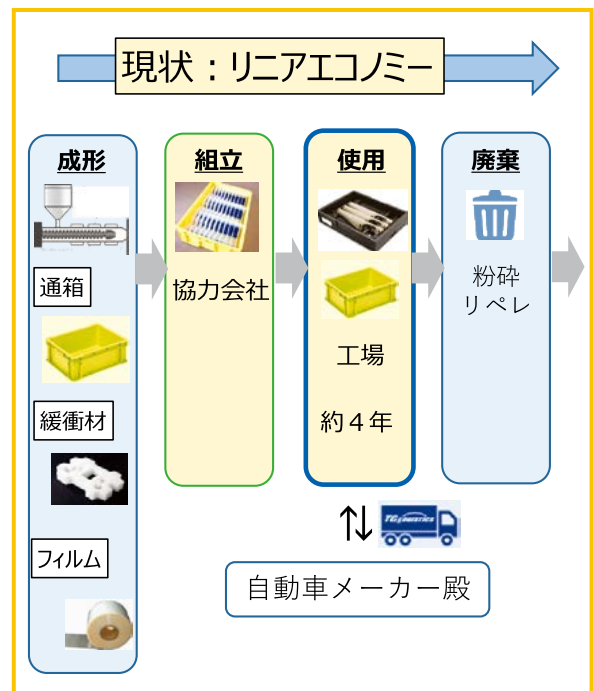 現状：リニアエコノミー
成形
通箱
緩衝材
フィルム
組立
協力会社
使用
工場
約４年
廃棄
粉砕
リペレ
TG LOGISTICS
自動車メーカー殿